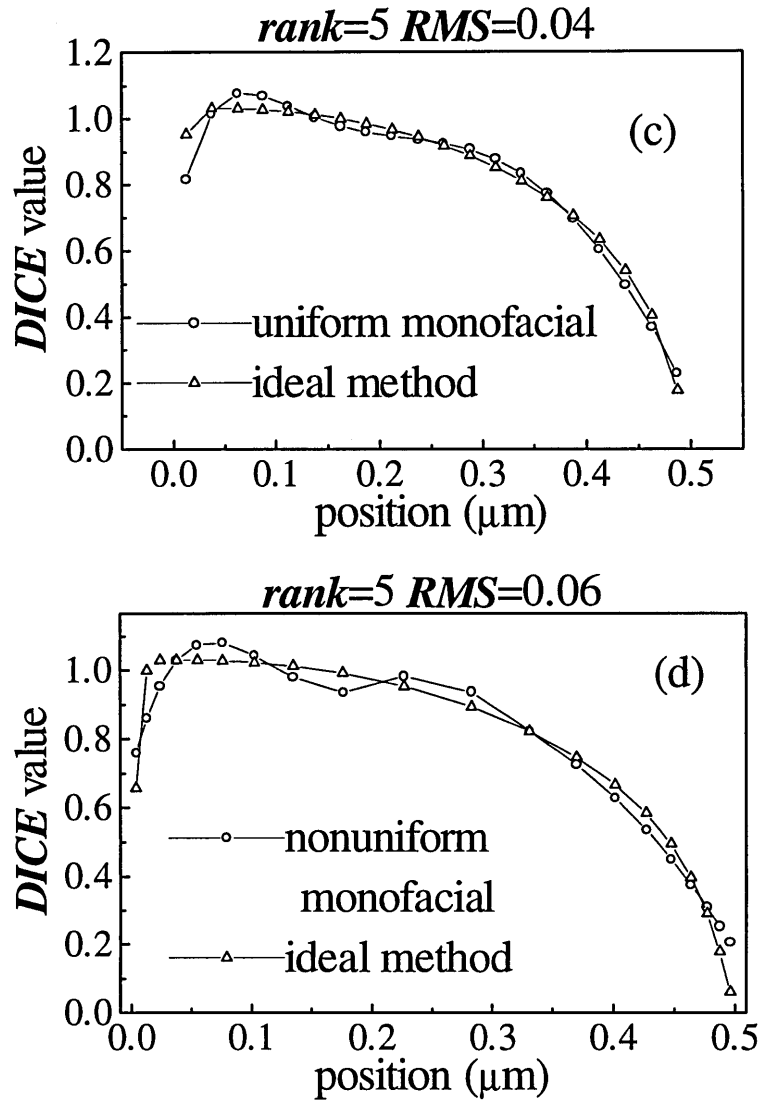 rank=5 RMS=0.04
1.2
1.0
0.8
0.6
0.4
0.2
0.0
DICE value
(c)
uniform monofacial
ideal method
0.0 0.1 0.2 0.3 0.4 0.5
position (µm)
rank=5 RMS=0.06
1.0
0.8
0.6
0.4
0.2
0.0
DICE value
(d)
nonuniform
monofacial
ideal method
0.0 0.1 0.2 0.3 0.4 0.5
position (µm)